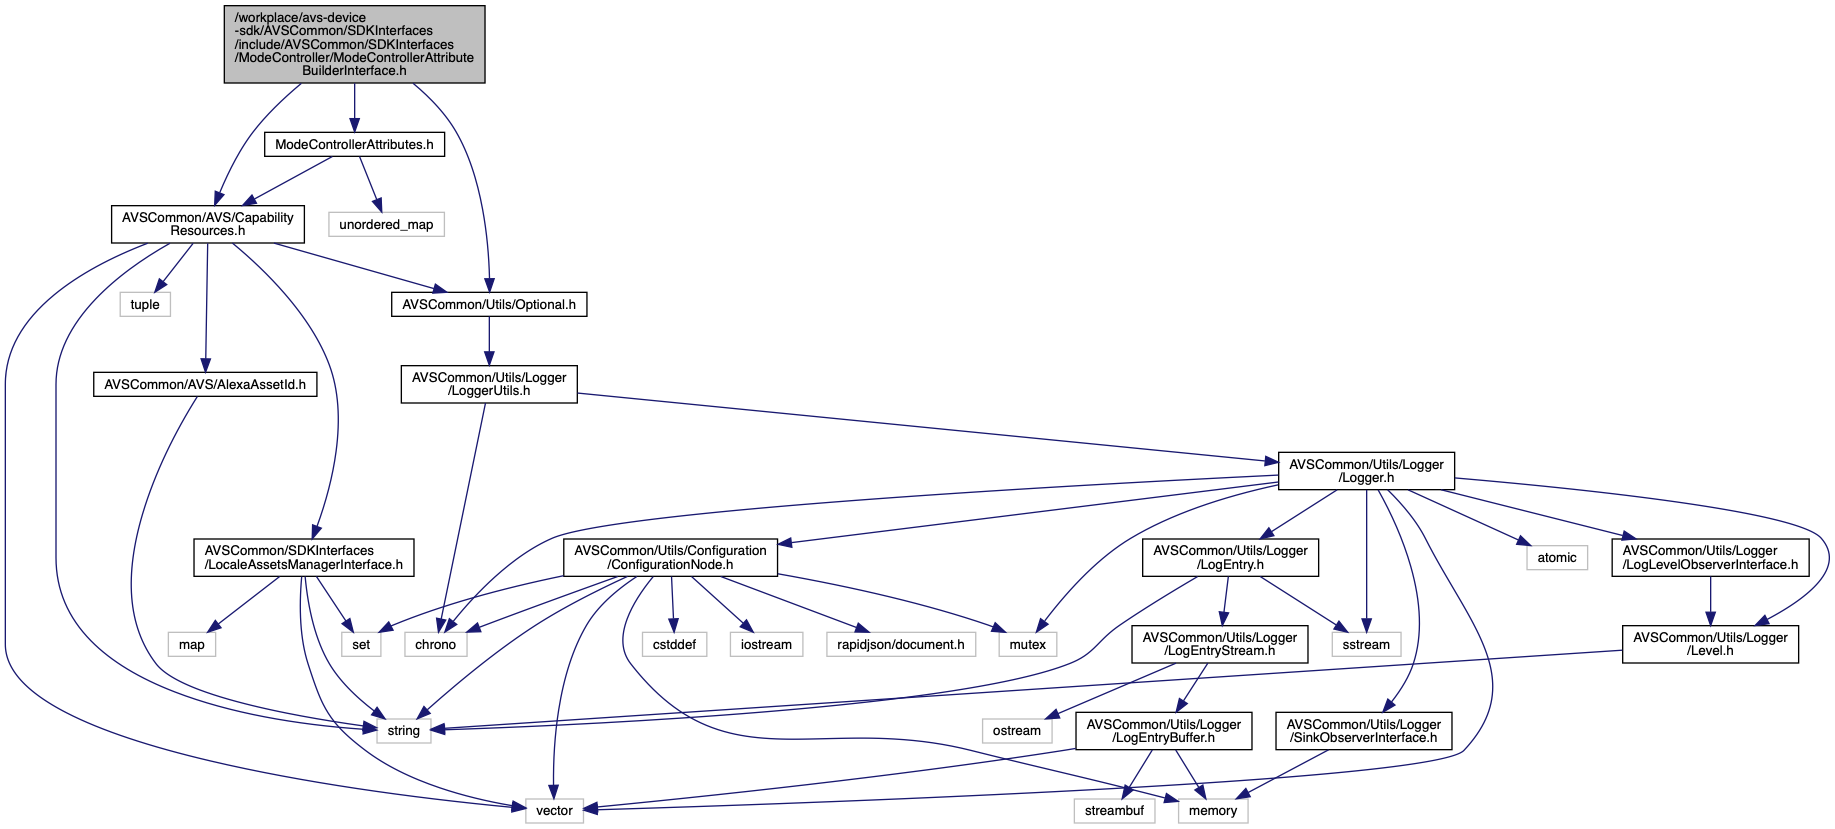 /workplace/avs-device
-sdk/AVSCommon/SDKInterfaces
/include/AVSCommon/SDKInterfaces
/ModeController/ModeControllerAttribute
BuilderInterface.h
ModeControllerAttributes.h
AVSCommon/AVS/Capability
Resources.h
unordered_map
tuple
AVSCommon/Utils/Optional.h
AVSCommon/AVS/AlexaAssetId.h
AVSCommon/Utils/Logger
/LoggerUtils.h
AVSCommon/Utils/Logger
/Logger.h
AVSCommon/SDKInterfaces
/LocaleAssetsManagerInterface.h
AVSCommon/Utils/Configuration
/ConfigurationNode.h
AVSCommon/Utils/Logger
/LogEntry.h
atomic
AVSCommon/Utils/Logger
/LogLevelObserverInterface.h
map
set
chrono
cstddef
iostream
rapidjson/document.h
mutex
AVSCommon/Utils/Logger
/LogEntryStream.h
sstream
AVSCommon/Utils/Logger
/Level.h
string
ostream
AVSCommon/Utils/Logger
/LogEntryBuffer.h
AVSCommon/Utils/Logger
/SinkObserverInterface.h
vector
streambuf
memory